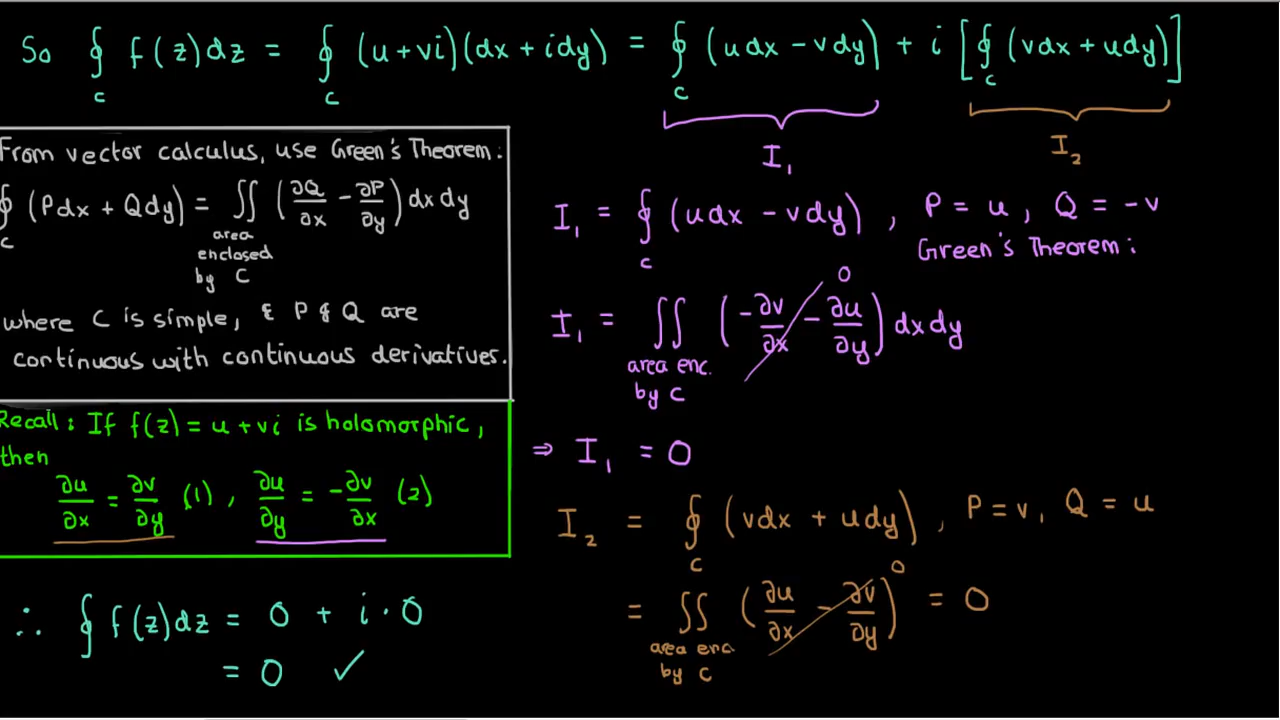 So ∮_C f(z)dz = ∮_C (u+vi)(dx+idy) = ∮_C (udx −vdy) + i [∮_C (vdx+udy)]
I₁
I₂
From vector calculus, use Green's Theorem:
∮_C (Pdx + Qdy) = ∬ (∂Q/∂x − ∂P/∂y) dx dy
area
enclosed
by C
where C is simple, & P & Q are
continuous with continuous derivatives.
Recall: If f(z) = u+vi is holomorphic,
then
∂u/∂x = ∂v/∂y (1), ∂u/∂y = −∂v/∂x (2)
∴ ∮ f(z)dz = 0 + i · 0
= 0 ✓
I₁ = ∮_C (udx − vdy), P = u, Q = −v
Green's Theorem:
I₁ = ∬ (−∂v/∂x − ∂u/∂y) dx dy
0
area enc.
by C
⇒ I₁ = 0
I₂ = ∮_C (vdx + udy), P = v, Q = u
= ∬ (∂u/∂x − ∂v/∂y) = 0
0
area enc.
by C